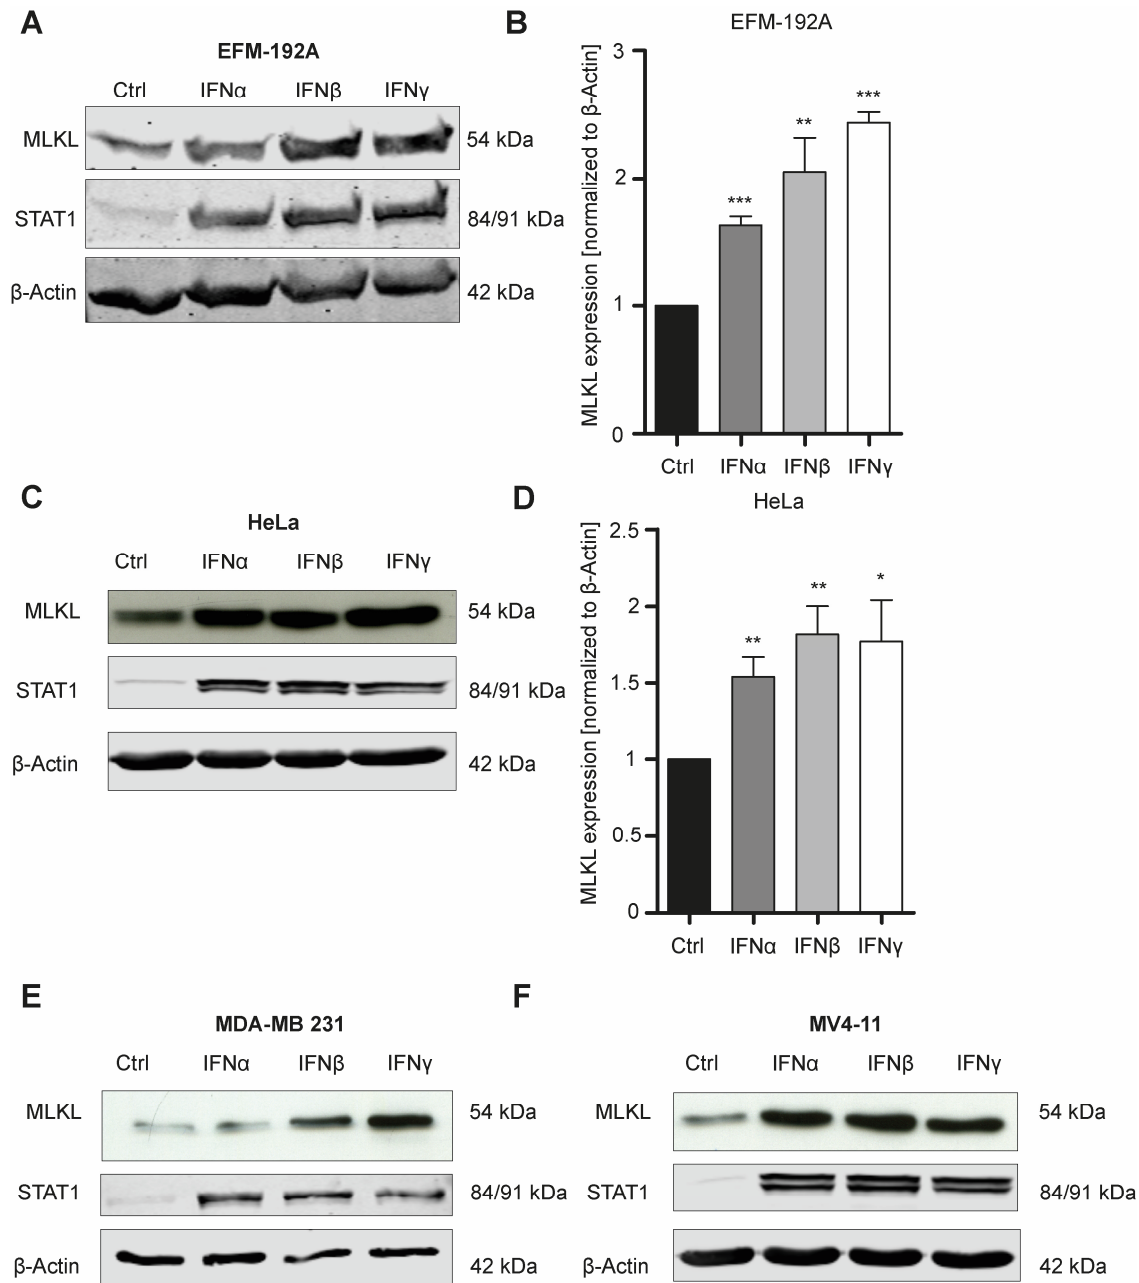 A
EFM-192A
Ctrl IFNα IFNβ IFNγ
MLKL 54 kDa
STAT1 84/91 kDa
β-Actin 42 kDa
B
EFM-192A
MLKL expression [normalized to β-Actin]
3
2
1
0
***
**
***
Ctrl IFNα IFNβ IFNγ
C
HeLa
Ctrl IFNα IFNβ IFNγ
MLKL 54 kDa
STAT1 84/91 kDa
β-Actin 42 kDa
D
HeLa
MLKL expression [normalized to β-Actin]
2.5
2
1.5
1
0.5
0
**
**
*
Ctrl IFNα IFNβ IFNγ
E
MDA-MB 231
Ctrl IFNα IFNβ IFNγ
MLKL 54 kDa
STAT1 84/91 kDa
β-Actin 42 kDa
F
MV4-11
Ctrl IFNα IFNβ IFNγ
MLKL 54 kDa
STAT1 84/91 kDa
β-Actin 42 kDa